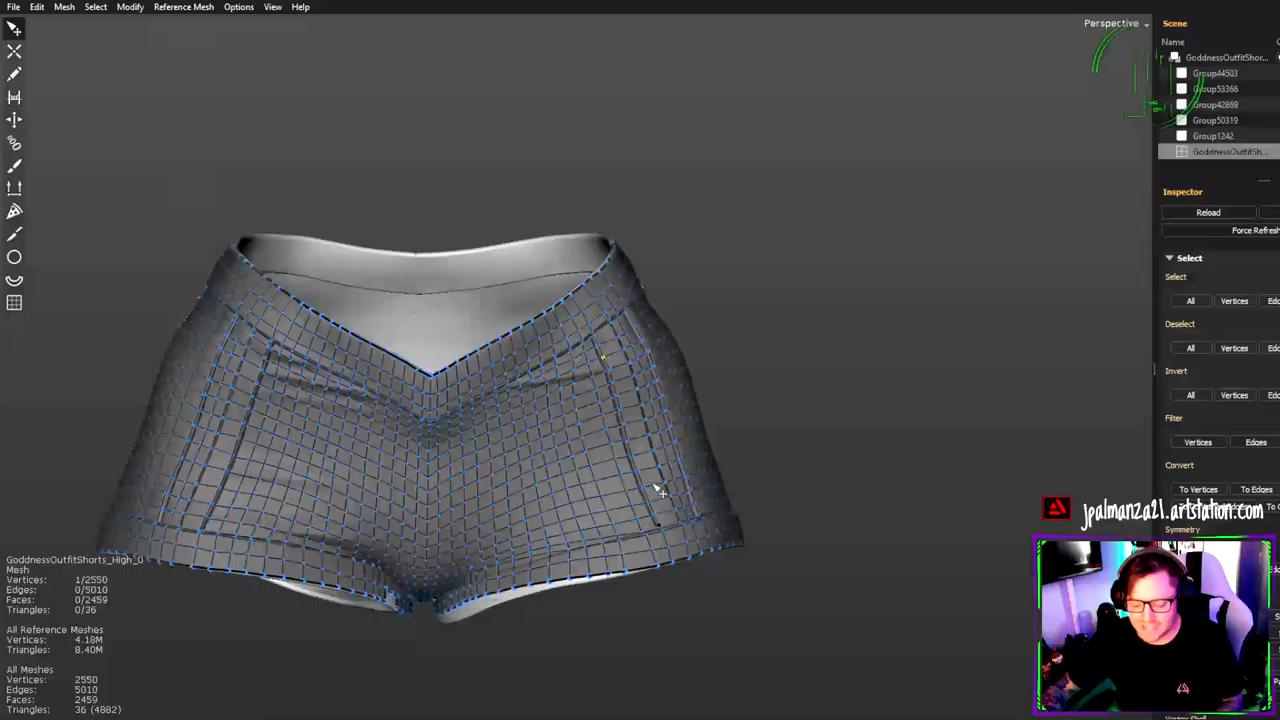 File Edit Mesh Select Modify Reference Mesh Options View Help
Perspective
Scene
Name
GoddnessOutfitShor...
Group44503
Group53366
Group42869
Group50319
Group1242
GoddnessOutfitSh...
Inspector
Reload
Force Refresh
Select
Select
All Vertices
Deselect
All Vertices
Invert
All Vertices
Filter
Vertices Edges
Convert
To Vertices To Edges
Symmetry
jpalmanza21.artstation.com
GoddnessOutfitShorts_High_0
Mesh
Vertices: 1/2550
Edges: 0/5010
Faces: 0/2459
Triangles: 0/36
All Reference Meshes
Vertices: 4.18M
Triangles: 8.40M
All Meshes
Vertices: 2550
Edges: 5010
Faces: 2459
Triangles: 36 (4882)